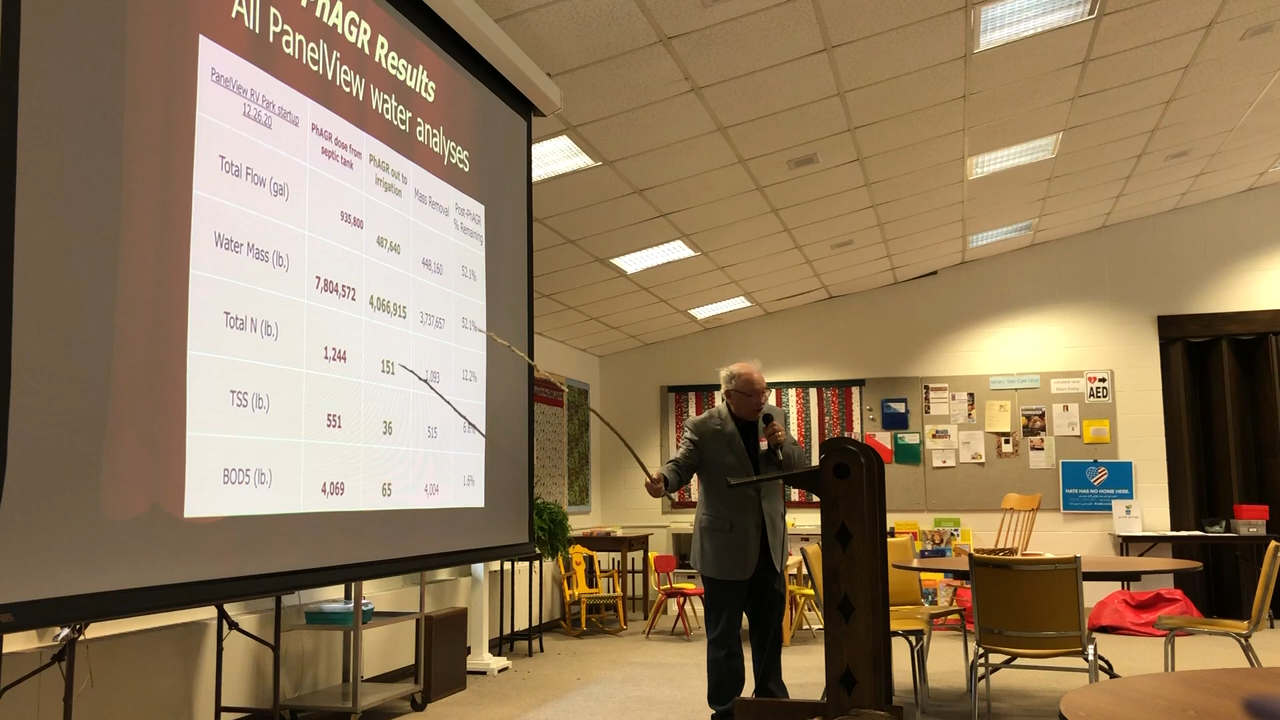 PhAGR Results
All PanelView water analyses
PanelView RV Park startup
12.26.20
PhAGR dose from
septic tank
PhAGR out to
irrigation
Mass Removal
Post-PhAGR
% Remaining
Total Flow (gal)
935,800
487,640
448,160
52.1%
Water Mass (lb.)
7,804,572
4,066,915
3,737,657
52.1%
Total N (lb.)
1,244
151
1,093
12.2%
TSS (lb.)
551
36
515
BOD5 (lb.)
4,069
65
4,004
1.6%
AED
HATE HAS NO HOME HERE.